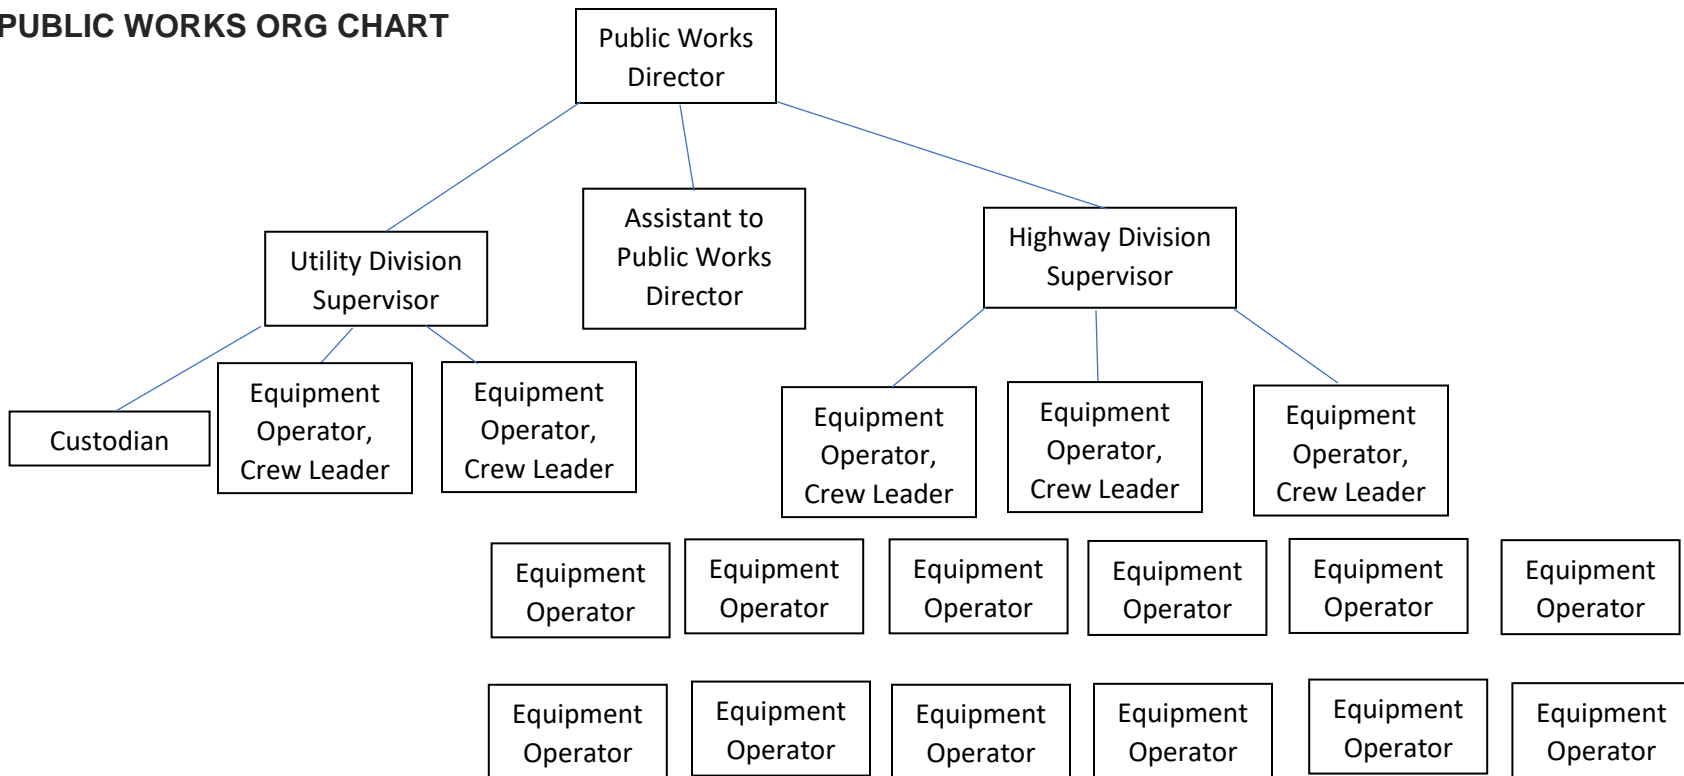 PUBLIC WORKS ORG CHART
Public Works
Director
Assistant to
Public Works
Director
Utility Division
Supervisor
Highway Division
Supervisor
Custodian
Equipment
Operator,
Crew Leader
Equipment
Operator,
Crew Leader
Equipment
Operator,
Crew Leader
Equipment
Operator,
Crew Leader
Equipment
Operator,
Crew Leader
Equipment
Operator
Equipment
Operator
Equipment
Operator
Equipment
Operator
Equipment
Operator
Equipment
Operator
Equipment
Operator
Equipment
Operator
Equipment
Operator
Equipment
Operator
Equipment
Operator
Equipment
Operator